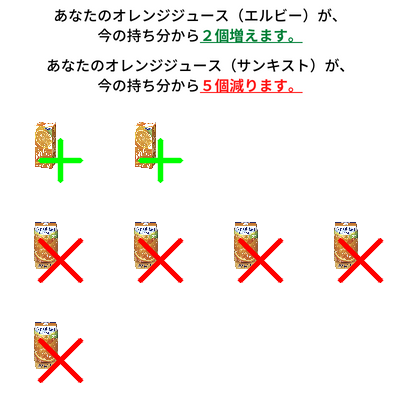 あなたのオレンジジュース（エルビー）が、
今の持ち分から２個増えます。
あなたのオレンジジュース（サンキスト）が、
今の持ち分から５個減ります。